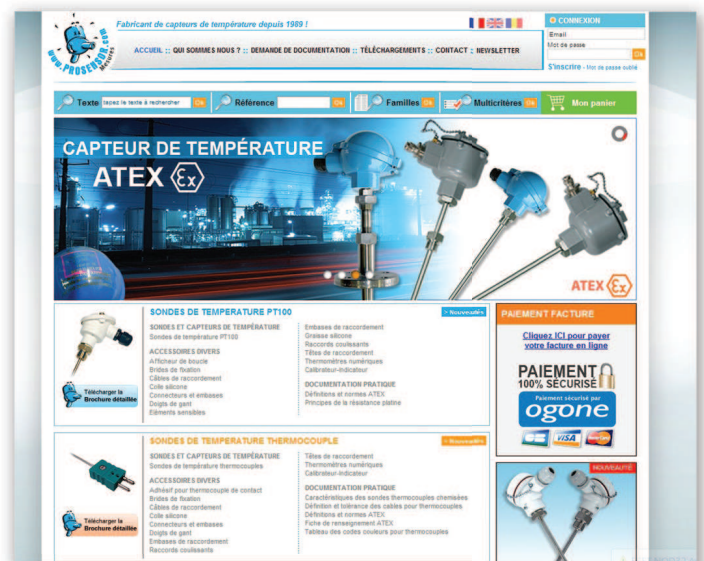 Fabricant de capteurs de température depuis 1989 !
www.PROSENSOR.com
Mesures
ACCUEIL :: QUI SOMMES NOUS ? :: DEMANDE DE DOCUMENTATION :: TÉLÉCHARGEMENTS :: CONTACT :: NEWSLETTER
CONNEXION
Email
Mot de passe
Ok
S'inscrire - Mot de passe oublié
Texte tapez le texte à rechercher Ok
Référence Ok
Familles Ok
Multicritères Ok
Mon panier
CAPTEUR DE TEMPÉRATURE
ATEX Ex
ATEX Ex
SONDES DE TEMPERATURE PT100
> Nouveautés
SONDES ET CAPTEURS DE TEMPÉRATURE
Sondes de température PT100
ACCESSOIRES DIVERS
Afficheur de boucle
Brides de fixation
Câbles de raccordement
Colle silicone
Connecteurs et embases
Doigts de gant
Eléments sensibles
Embases de raccordement
Graisse silicone
Raccords coulissants
Têtes de raccordement
Thermomètres numériques
Calibrateur-indicateur
DOCUMENTATION PRATIQUE
Définitions et normes ATEX
Principes de la résistance platine
Télécharger la
Brochure détaillée
PAIEMENT FACTURE
Cliquez ICI pour payer
votre facture en ligne
PAIEMENT
100% SÉCURISÉ
Paiement sécurisé par
ogone
CB
VISA
MasterCard
SONDES DE TEMPERATURE THERMOCOUPLE
> Nouveautés
SONDES ET CAPTEURS DE TEMPÉRATURE
Sondes de température thermocouples
ACCESSOIRES DIVERS
Adhésif pour thermocouple de contact
Brides de fixation
Câbles de raccordement
Colle silicone
Connecteurs et embases
Doigts de gant
Embases de raccordement
Raccords coulissants
Têtes de raccordement
Thermomètres numériques
Calibrateur-indicateur
DOCUMENTATION PRATIQUE
Caractéristiques des sondes thermocouples chemisées
Définition et tolérance des cables pour thermocouples
Définitions et normes ATEX
Fiche de renseignement ATEX
Tableau des codes couleurs pour thermocouples
Télécharger la
Brochure détaillée
NOUVEAUTÉ